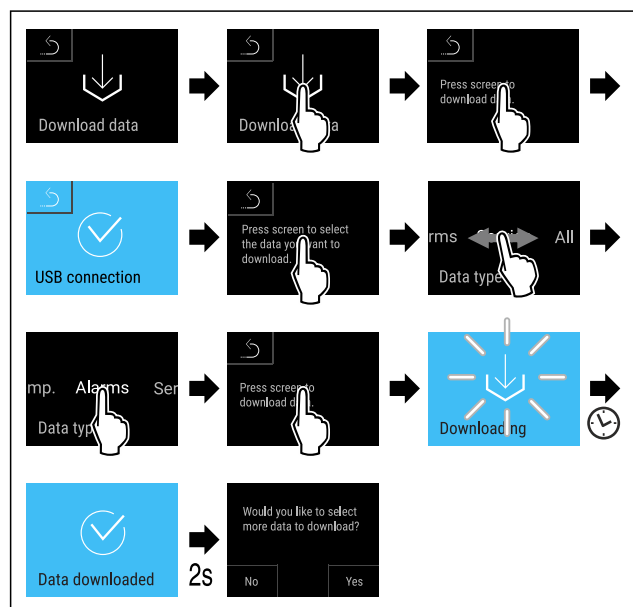 Download data
Downlo
a
Press screen to
download d
.
USB connection
Press screen to select
the data you want to
download.
rms
All
Data type
mp. Alarms Ser
Data typ
Press screen to
download d
.
Downloading
Data downloaded
2s
Would you like to select
more data to download?
No
Yes